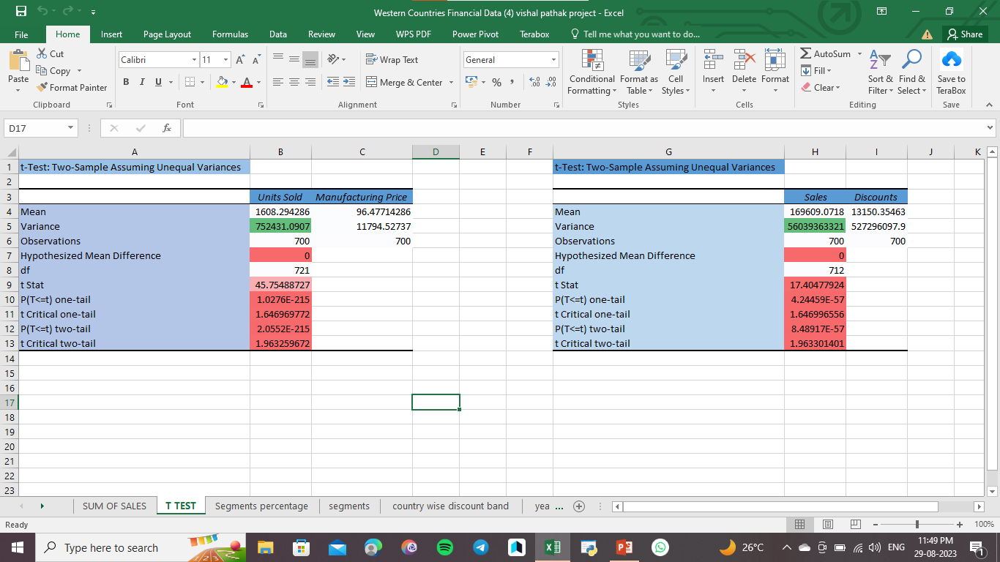 Western Countries Financial Data (4) vishal pathak project - Excel
File Home Insert Page Layout Formulas Data Review View WPS PDF Power Pivot Terabox Tell me what you want to do... Share
Paste Cut Copy Format Painter
Calibri 11
B I U
Wrap Text
Merge & Center
General
Conditional Formatting
Format as Table
Cell Styles
Insert Delete Format
AutoSum
Fill
Clear
Sort & Filter
Find & Select
Save to TeraBox
Clipboard Font Alignment Number Styles Cells Editing Save
D17 fx
A B C D E F G H I J K
1 t-Test: Two-Sample Assuming Unequal Variances t-Test: Two-Sample Assuming Unequal Variances
2
3 Units Sold Manufacturing Price Sales Discounts
4 Mean 1608.294286 96.47714286 Mean 169609.0718 13150.35463
5 Variance 752431.0907 11794.52737 Variance 56039363321 527296097.9
6 Observations 700 700 Observations 700 700
7 Hypothesized Mean Difference 0 Hypothesized Mean Difference 0
8 df 721 df 712
9 t Stat 45.75488727 t Stat 17.40477924
10 P(T<=t) one-tail 1.0276E-215 P(T<=t) one-tail 4.24459E-57
11 t Critical one-tail 1.646969772 t Critical one-tail 1.646996556
12 P(T<=t) two-tail 2.0552E-215 P(T<=t) two-tail 8.48917E-57
13 t Critical two-tail 1.963259672 t Critical two-tail 1.963301401
14
15
16
17
18
19
20
21
22
23
SUM OF SALES T TEST Segments percentage segments country wise discount band yea ...
Ready 100%
Type here to search 26°C ENG 11:49 PM
29-08-2023 1